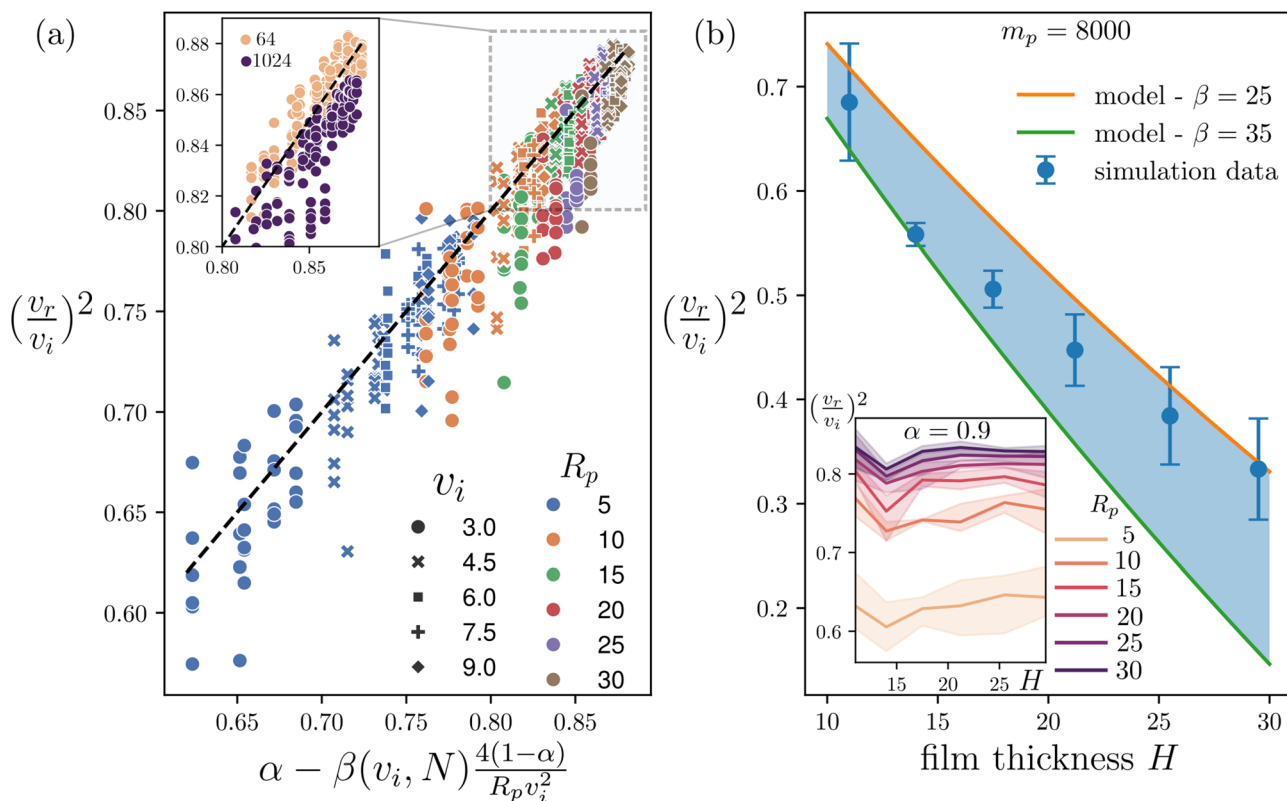 (a)
64
1024
0.88
0.86
0.84
0.82
0.80
0.80 0.85
0.85
0.80
0.75
0.70
0.65
0.60
(v_r/v_i)^2
v_i
3.0
4.5
6.0
7.5
9.0
R_p
5
10
15
20
25
30
0.65 0.70 0.75 0.80 0.85
α − β(v_i, N) 4(1−α)/R_p v_i^2
(b)
m_p = 8000
model - β = 25
model - β = 35
simulation data
0.7
0.6
0.5
0.4
0.3
0.2
(v_r/v_i)^2
(v_r/v_i)^2
α = 0.9
0.8
0.7
0.6
15 20 25 H
R_p
5
10
15
20
25
30
10 15 20 25 30
film thickness H